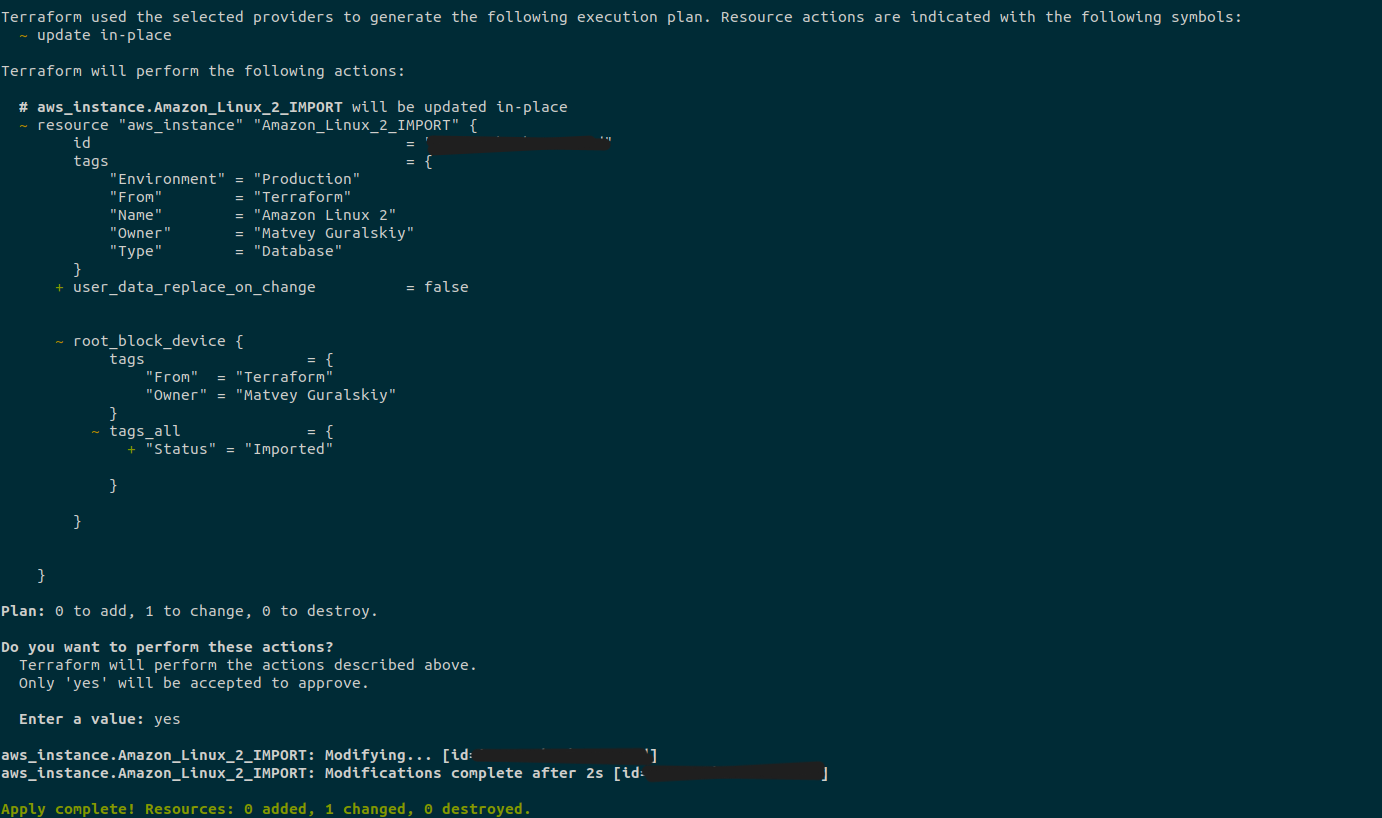 Terraform used the selected providers to generate the following execution plan. Resource actions are indicated with the following symbols:
  ~ update in-place
Terraform will perform the following actions:
  # aws_instance.Amazon_Linux_2_IMPORT will be updated in-place
  ~ resource "aws_instance" "Amazon_Linux_2_IMPORT" {
        id                                   = "
        tags                                 = {
            "Environment" = "Production"
            "From"        = "Terraform"
            "Name"        = "Amazon Linux 2"
            "Owner"       = "Matvey Guralskiy"
            "Type"        = "Database"
        }
      + user_data_replace_on_change          = false
      ~ root_block_device {
            tags                  = {
                "From"  = "Terraform"
                "Owner" = "Matvey Guralskiy"
            }
          ~ tags_all              = {
              + "Status" = "Imported"
            }
        }
    }
Plan: 0 to add, 1 to change, 0 to destroy.
Do you want to perform these actions?
  Terraform will perform the actions described above.
  Only 'yes' will be accepted to approve.
  Enter a value: yes
aws_instance.Amazon_Linux_2_IMPORT: Modifying... [id= ]
aws_instance.Amazon_Linux_2_IMPORT: Modifications complete after 2s [id= ]
Apply complete! Resources: 0 added, 1 changed, 0 destroyed.